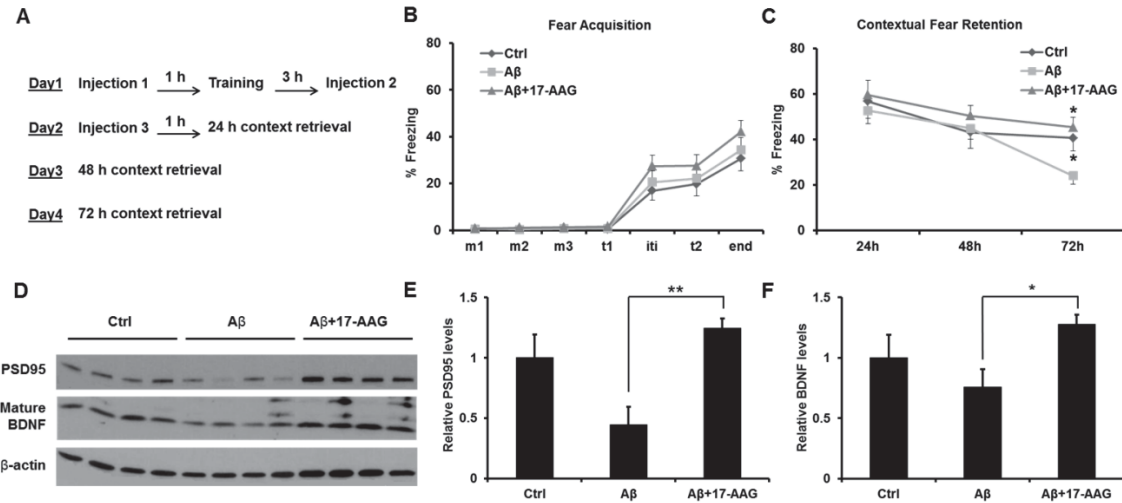 A
Day1 Injection 1 1 h Training 3 h Injection 2
Day2 Injection 3 1 h 24 h context retrieval
Day3 48 h context retrieval
Day4 72 h context retrieval
B
Fear Acquisition
% Freezing
80
60
40
20
0
Ctrl
Aβ
Aβ+17-AAG
m1 m2 m3 t1 iti t2 end
C
Contextual Fear Retention
% Freezing
80
60
40
20
0
Ctrl
Aβ
Aβ+17-AAG
*
*
24h 48h 72h
D
Ctrl Aβ Aβ+17-AAG
PSD95
Mature
BDNF
β-actin
E
Relative PSD95 levels
1.5
1
0.5
0
**
Ctrl Aβ Aβ+17-AAG
F
Relative BDNF levels
1.5
1
0.5
0
*
Ctrl Aβ Aβ+17-AAG